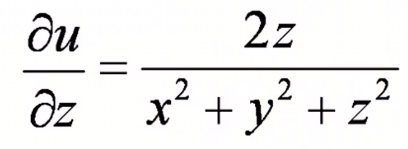 ∂u/∂z = 2z/(x² + y² + z²)